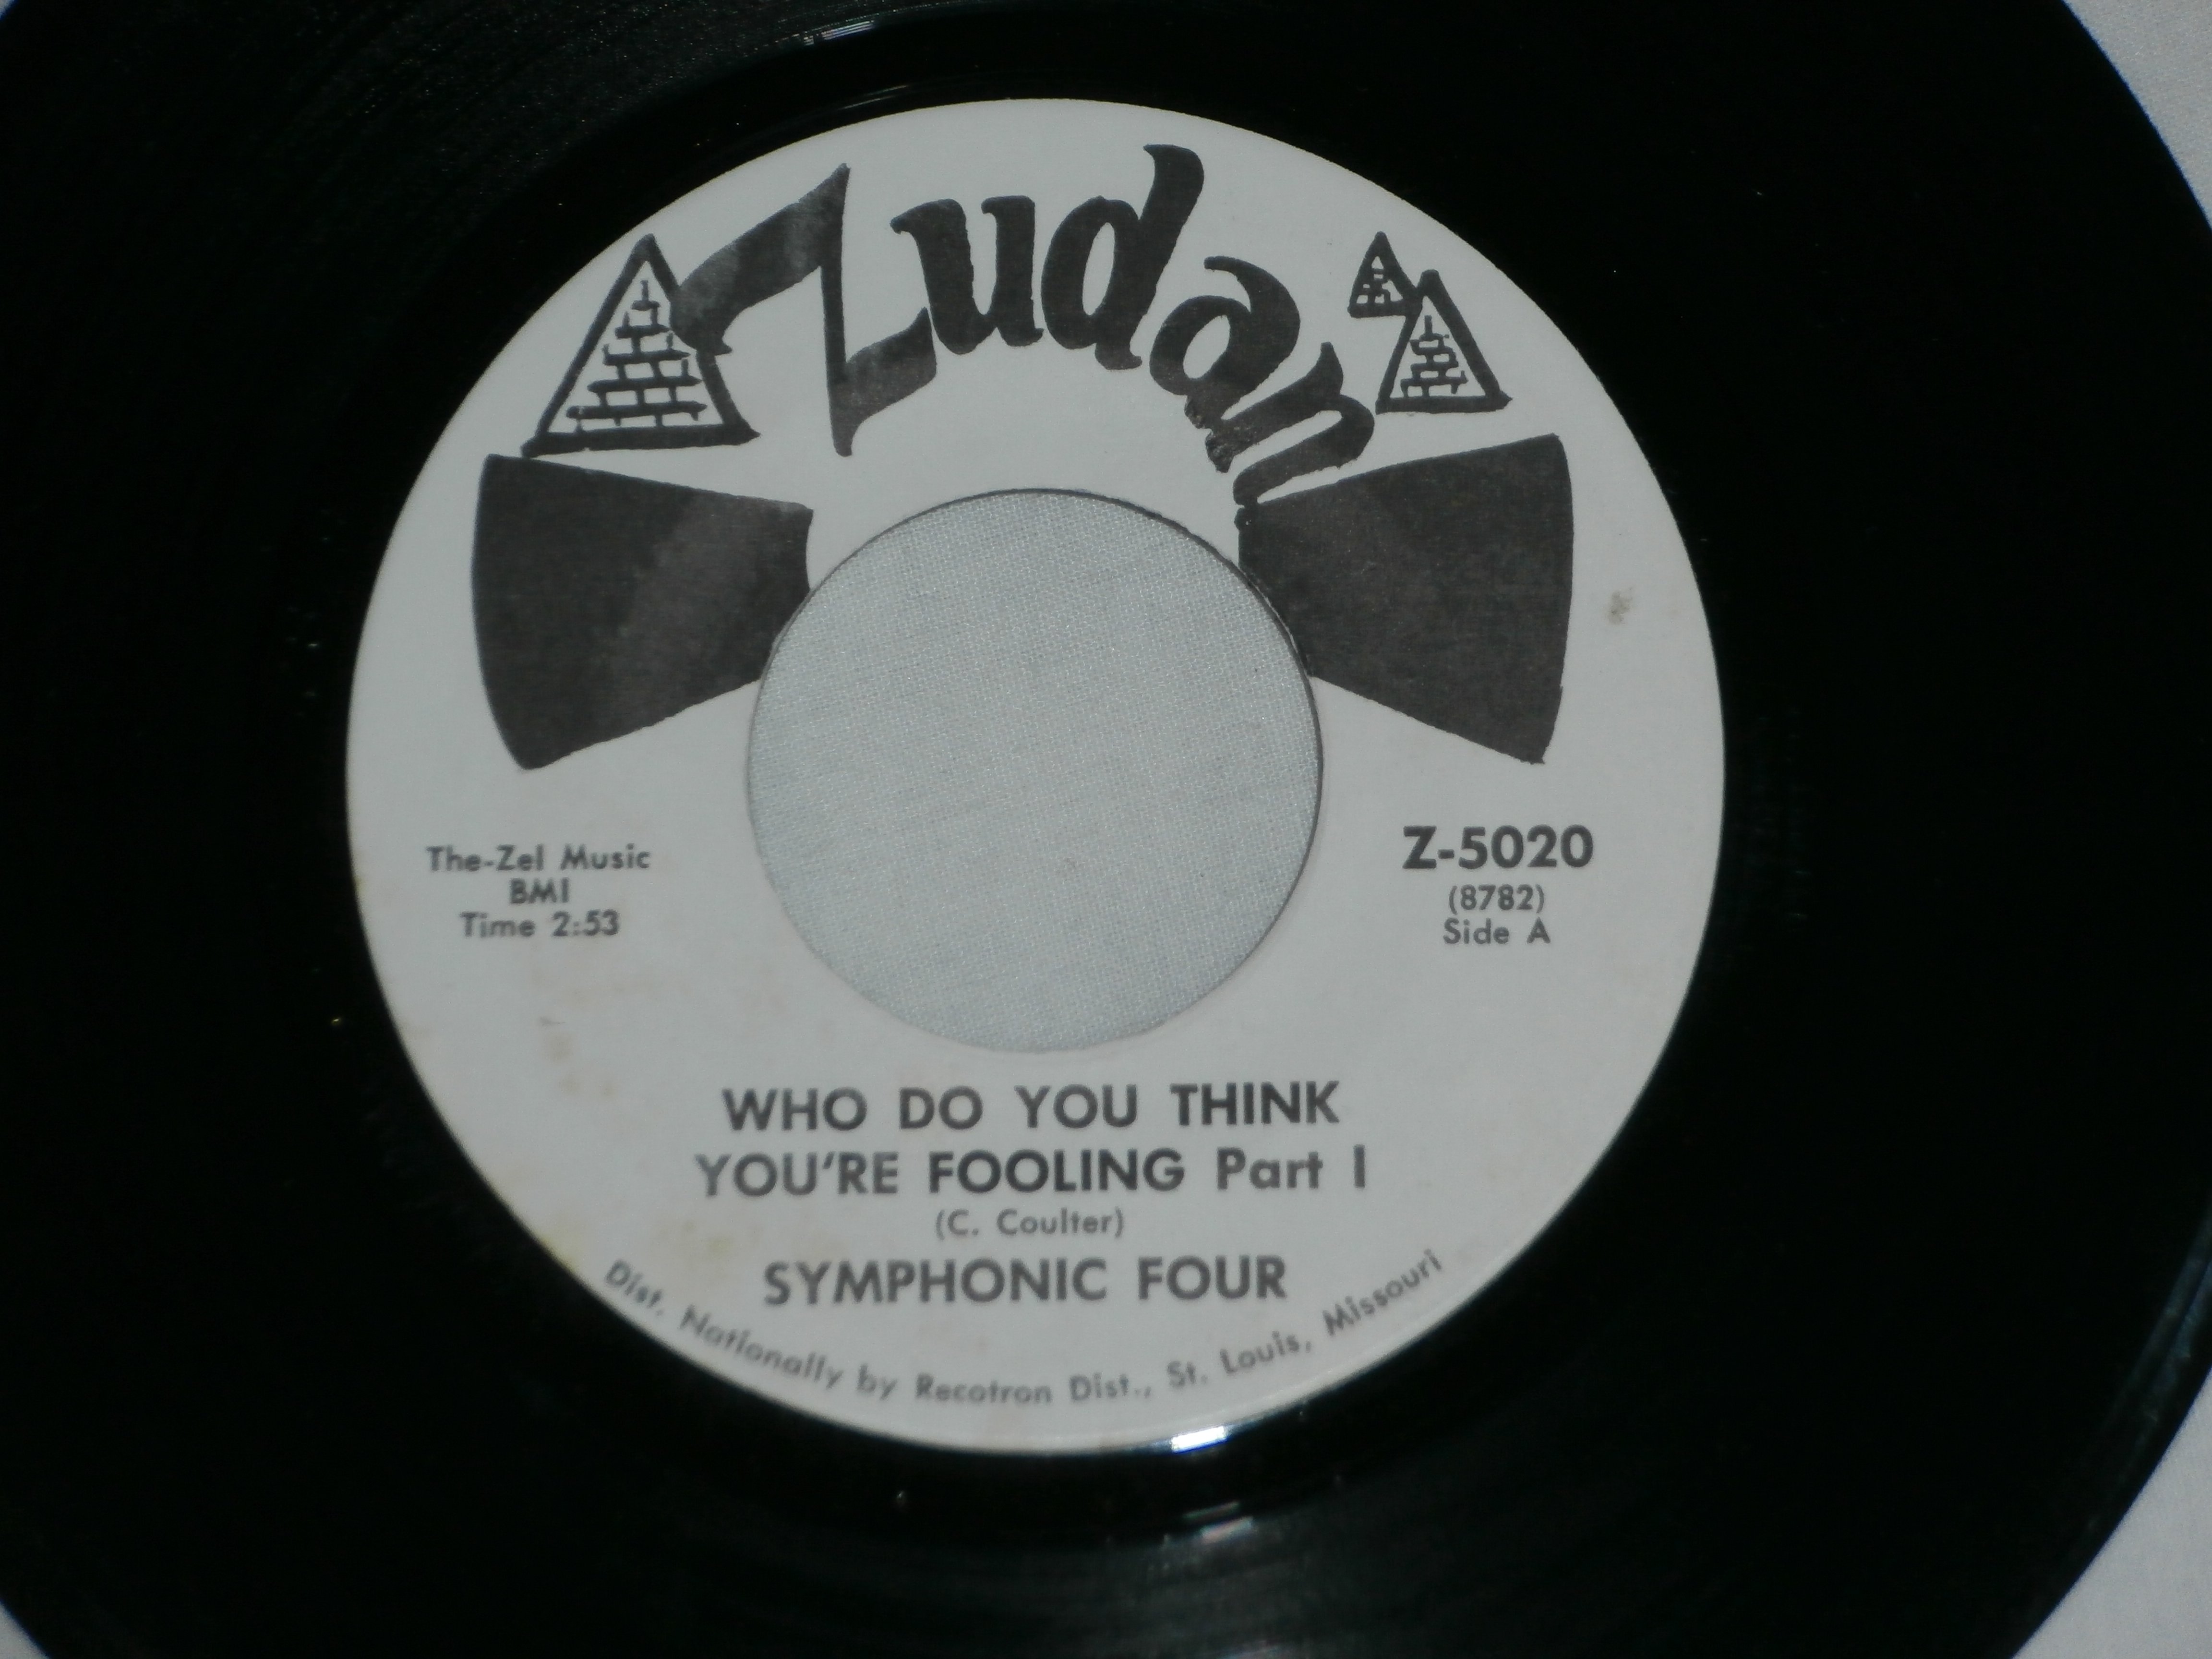 Zudan
The-Zel Music
BMI
Time 2:53
Z-5020
(8782)
Side A
WHO DO YOU THINK
YOU'RE FOOLING Part I
(C. Coulter)
SYMPHONIC FOUR
Dist. Nationally by Recotron Dist., St. Louis, Missouri